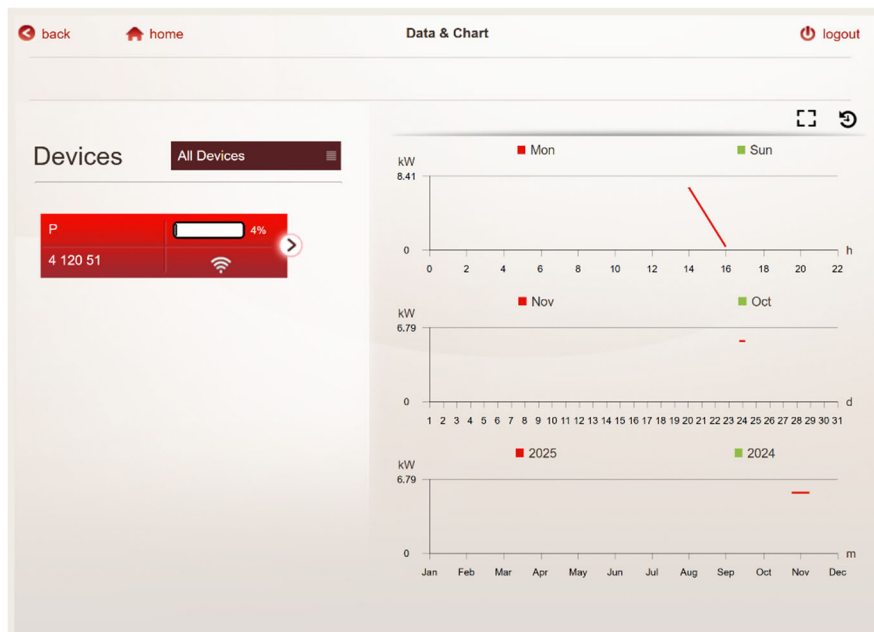 back home Data & Chart logout
Devices All Devices
P 4%
4 120 51
Mon Sun
kW
8.41
0 h
0 2 4 6 8 10 12 14 16 18 20 22
Nov Oct
kW
6.79
0 d
1 2 3 4 5 6 7 8 9 10 11 12 13 14 15 16 17 18 19 20 21 22 23 24 25 26 27 28 29 30 31
2025 2024
kW
6.79
0 m
Jan Feb Mar Apr May Jun Jul Aug Sep Oct Nov Dec